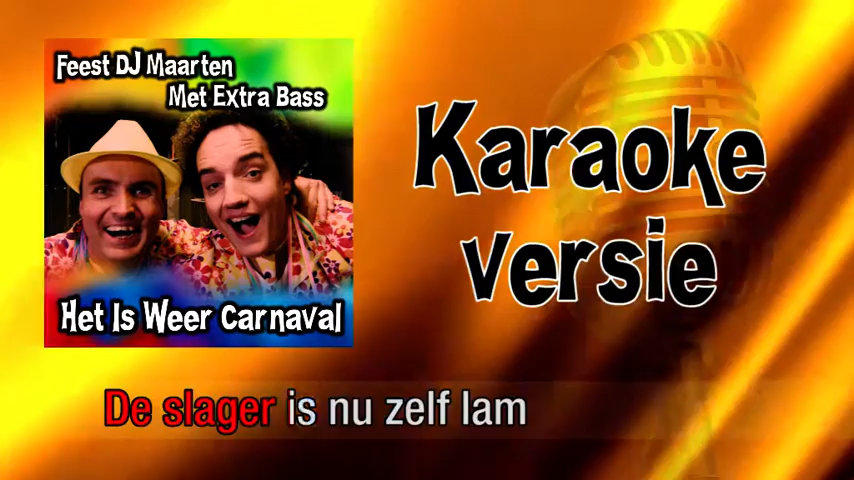 Feest DJ Maarten
Met Extra Bass
Het Is Weer Carnaval
Karaoke
versie
De slager is nu zelf lam